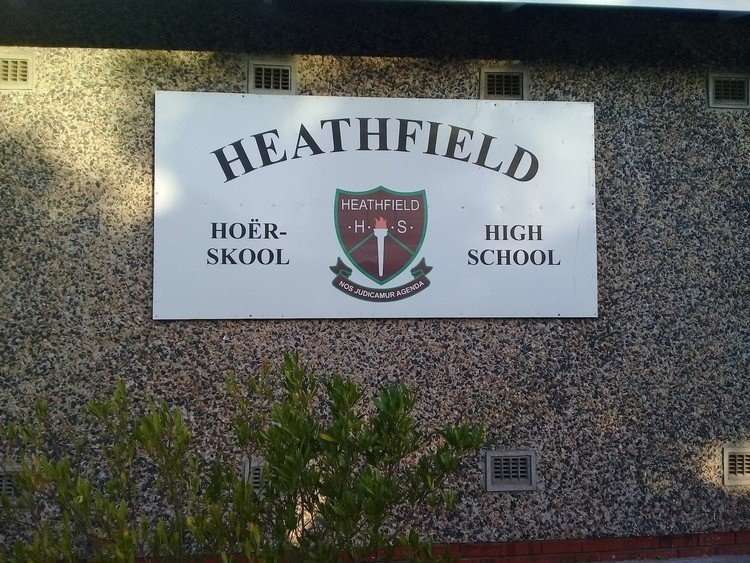 HEATHFIELD
HOËR-
SKOOL
HEATHFIELD
·H· ·S·
NOS JUDICAMUR AGENDA
HIGH
SCHOOL